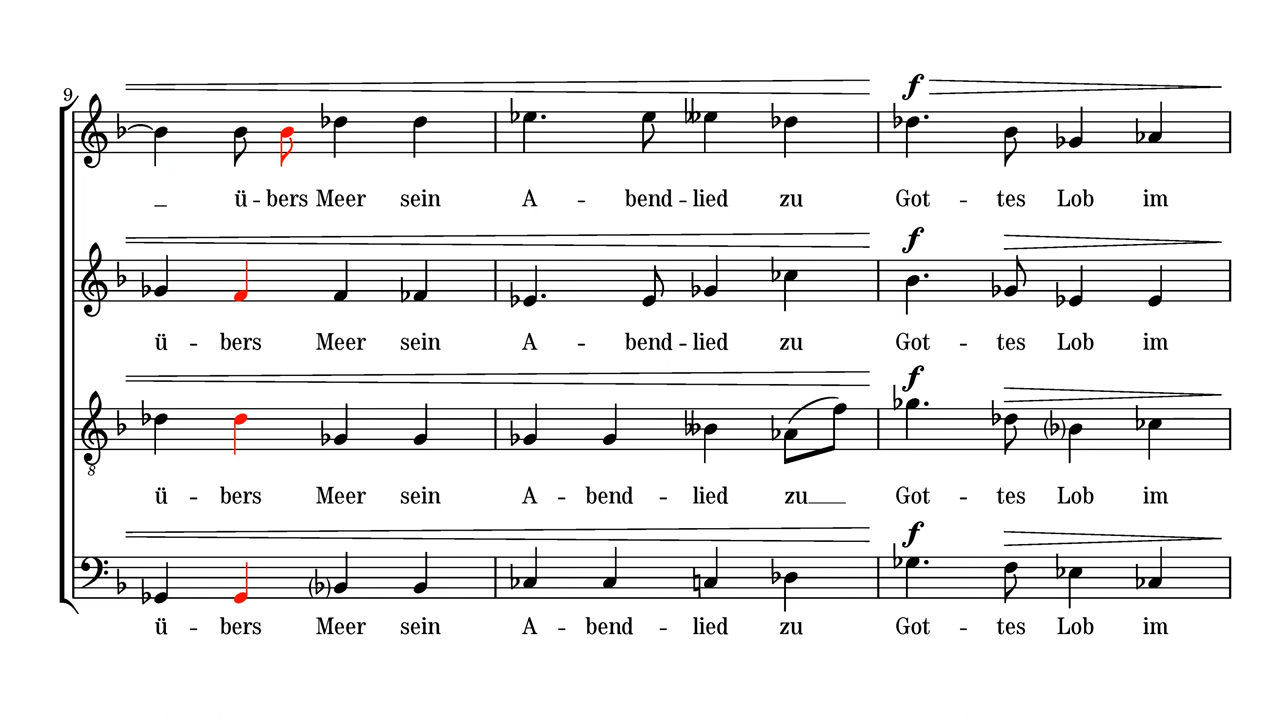 9
f
_ ü - bers Meer sein A - bend - lied zu Got - tes Lob im
f
ü - bers Meer sein A - bend - lied zu Got - tes Lob im
f
8
ü - bers Meer sein A - bend - lied zu__ Got - tes Lob im
f
ü - bers Meer sein A - bend - lied zu Got - tes Lob im